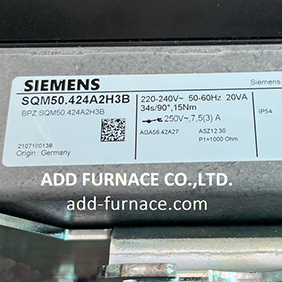 SIEMENS
Siemens
SQM50.424A2H3B
BPZ:SQM50.424A2H3B
220-240V~ 50-60Hz 20VA
34s/90°,15Nm
250V~,7,5(3) A
IP54
AGA56.42A27 ASZ12.30
P1=1000 Ohm
2107100138
Origin: Germany
ADD FURNACE CO.,LTD.
add-furnace.com